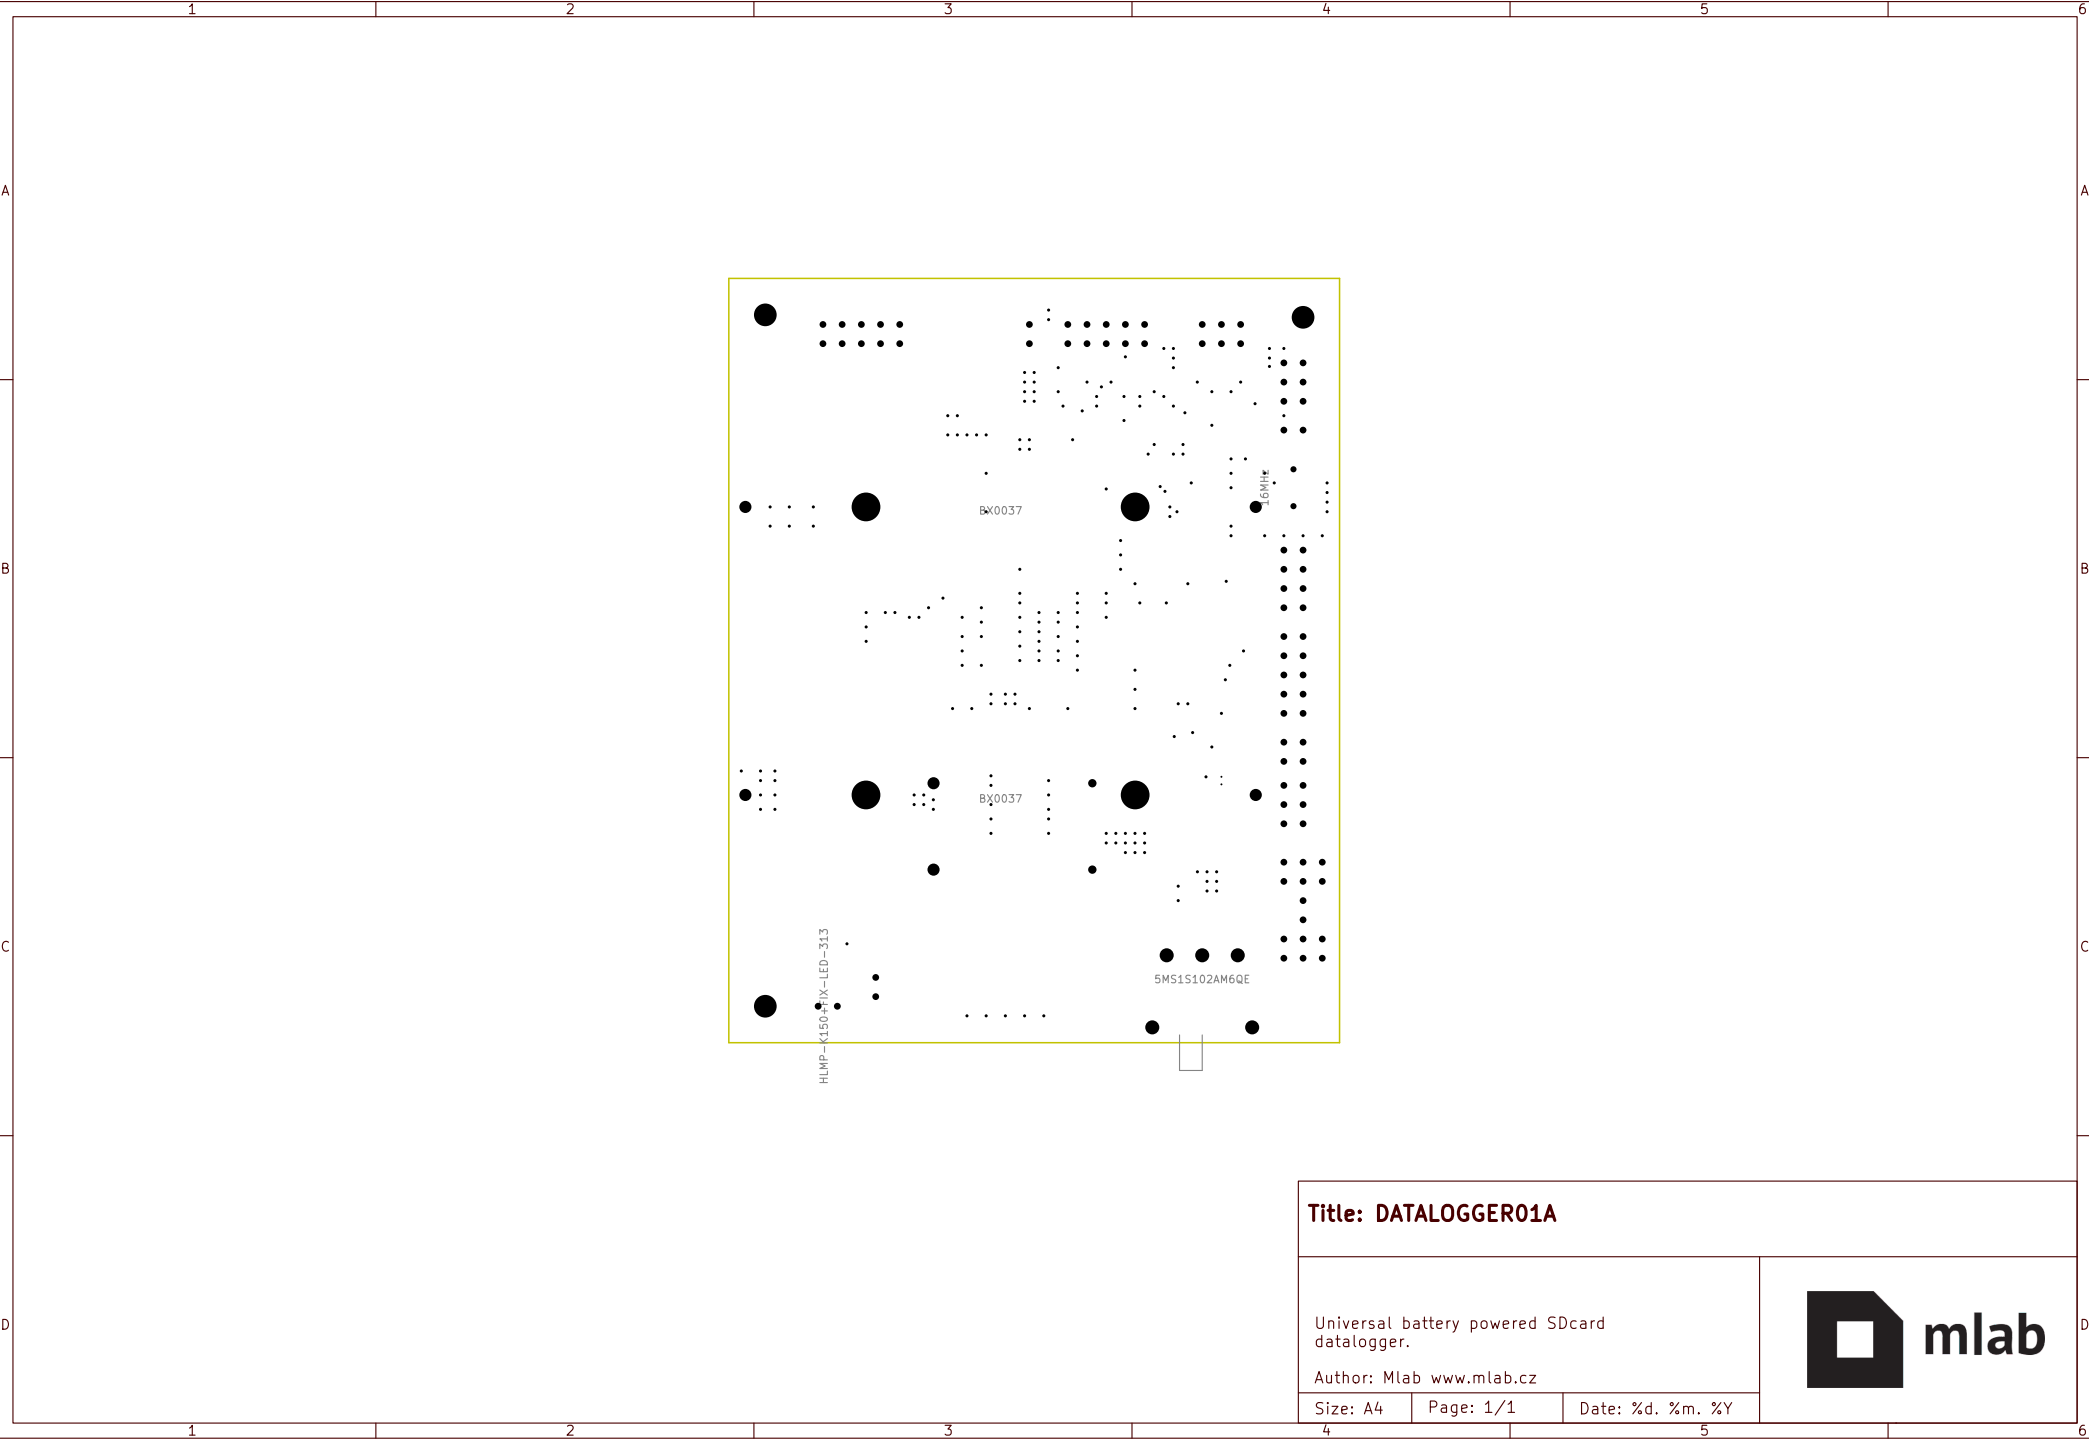 1 2 3 4 5 6
A A
16MHz
BX0037
B B
BX0037
HLMP-K150+FIX-LED-313
C C
5MS1S102AM6QE
Title: DATALOGGER01A
Universal battery powered SDcard
datalogger.
D D
mlab
Author: Mlab www.mlab.cz
Size: A4 Page: 1/1 Date: %d. %m. %Y
1 2 3 4 5 6